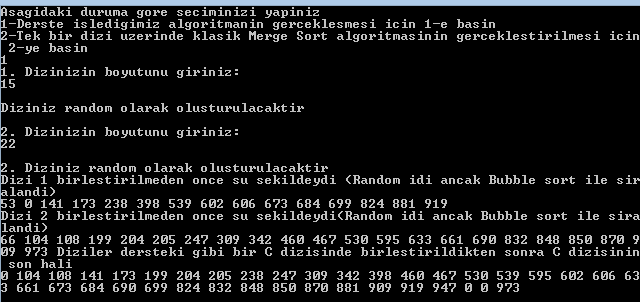 Asagidaki duruma gore seciminizi yapiniz
1-Derste isledigimiz algoritmanin gerceklesmesi icin 1-e basin
2-Tek bir dizi uzerinde klasik Merge Sort algoritmasinin gerceklestirilmesi icin
 2-ye basin
1
1. Dizinizin boyutunu giriniz:
15
Diziniz random olarak olusturulacaktir
2. Dizinizin boyutunu giriniz:
22
2. Diziniz random olarak olusturulacaktir
Dizi 1 birlestirilmeden once su sekildeydi (Random idi ancak Bubble sort ile sir
alandi)
53 0 141 173 238 398 539 602 606 673 684 699 824 881 919
Dizi 2 birlestirilmeden once su sekildeydi(Random idi ancak Bubble sort ile sira
landi)
66 104 108 199 204 205 247 309 342 460 467 530 595 633 661 690 832 848 850 870 9
09 973 Diziler dersteki gibi bir C dizisinde birlestirildikten sonra C dizisinin
 son hali
0 104 108 141 173 199 204 205 238 247 309 342 398 460 467 530 539 595 602 606 63
3 661 673 684 690 699 824 832 848 850 870 881 909 919 947 0 0 973